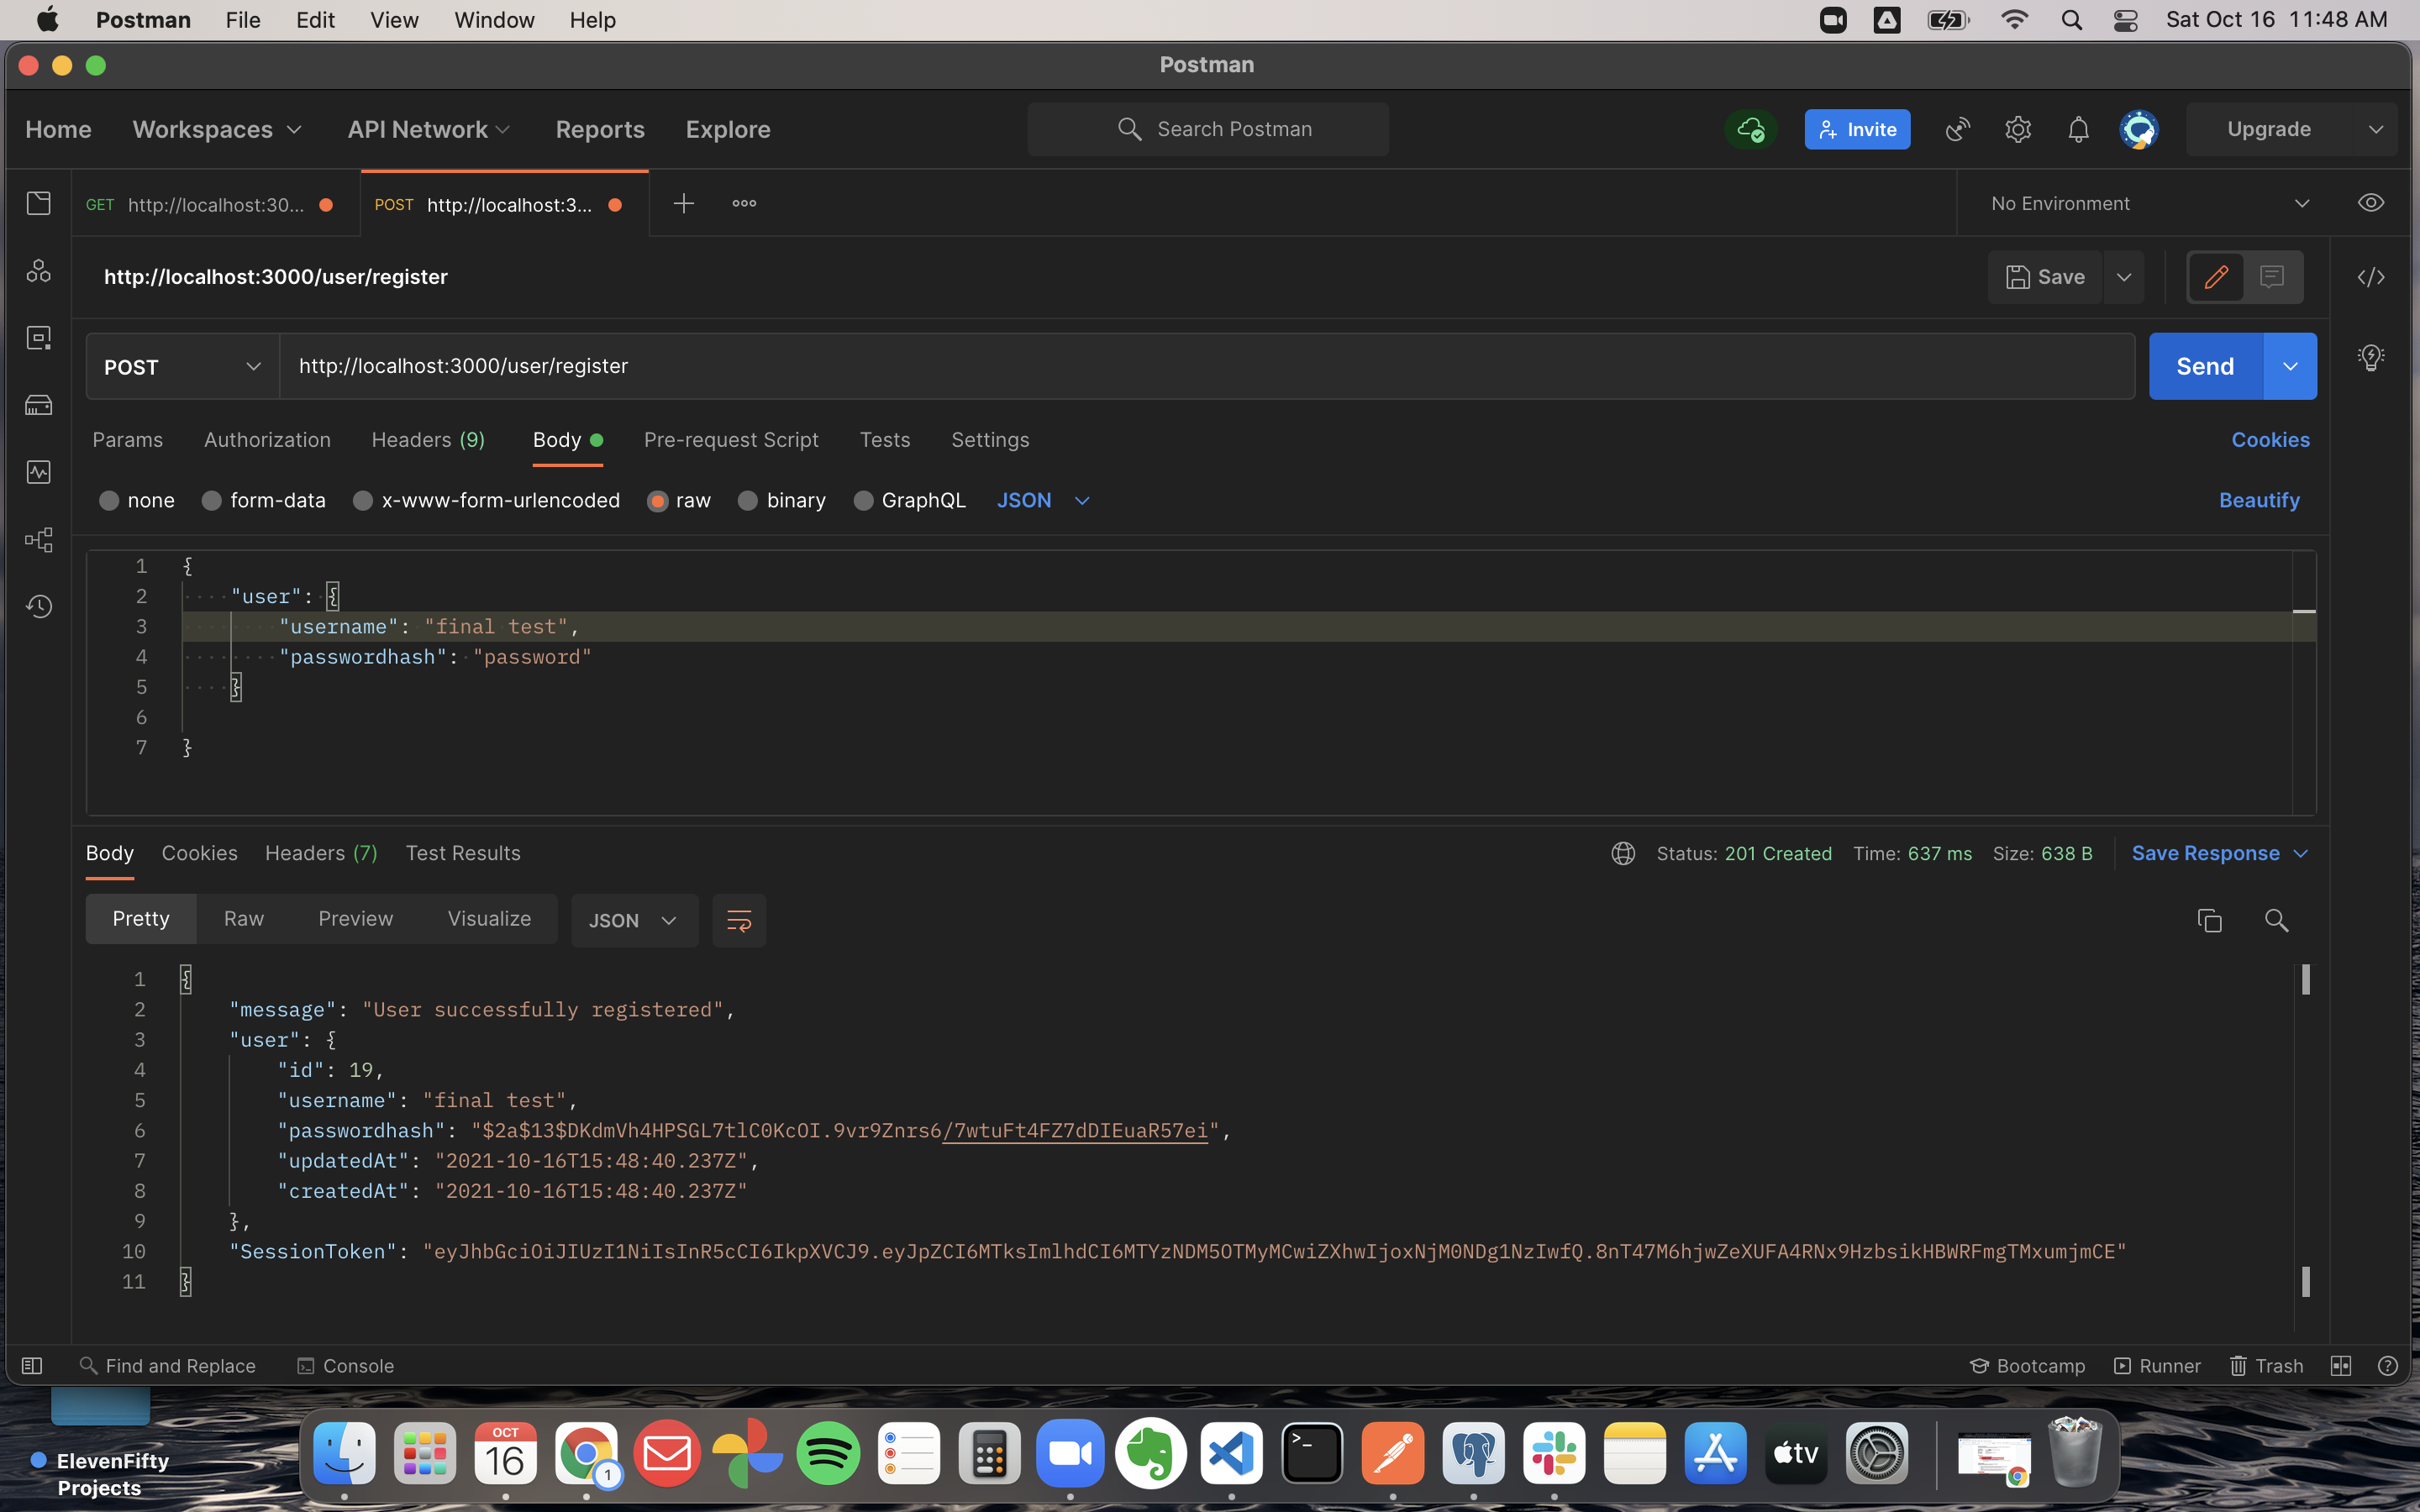 Postman File Edit View Window Help Sat Oct 16 11:48 AM
Postman
Home Workspaces API Network Reports Explore Search Postman Invite Upgrade
GET http://localhost:30... POST http://localhost:3... No Environment
http://localhost:3000/user/register Save
POST http://localhost:3000/user/register Send
Params Authorization Headers (9) Body Pre-request Script Tests Settings Cookies
none form-data x-www-form-urlencoded raw binary GraphQL JSON Beautify
1 {
2 "user": {
3 "username": "final test",
4 "passwordhash": "password"
5 }
6
7 }
Body Cookies Headers (7) Test Results Status: 201 Created Time: 637 ms Size: 638 B Save Response
Pretty Raw Preview Visualize JSON
1 {
2 "message": "User successfully registered",
3 "user": {
4 "id": 19,
5 "username": "final test",
6 "passwordhash": "$2a$13$DKdmVh4HPSGL7tlC0KcOI.9vr9Znrs6/7wtuFt4FZ7dDIEuaR57ei",
7 "updatedAt": "2021-10-16T15:48:40.237Z",
8 "createdAt": "2021-10-16T15:48:40.237Z"
9 },
10 "SessionToken": "eyJhbGciOiJIUzI1NiIsInR5cCI6IkpXVCJ9.eyJpZCI6MTksImlhdCI6MTYzNDM5OTMyMCwiZXhwIjoxNjM0NDg1NzIwfQ.8nT47M6hjwZeXUFA4RNx9HzbsikHBWRFmgTMxumjmCE"
11 }
Find and Replace Console Bootcamp Runner Trash
OCT
16 1 tv
ElevenFifty
Projects